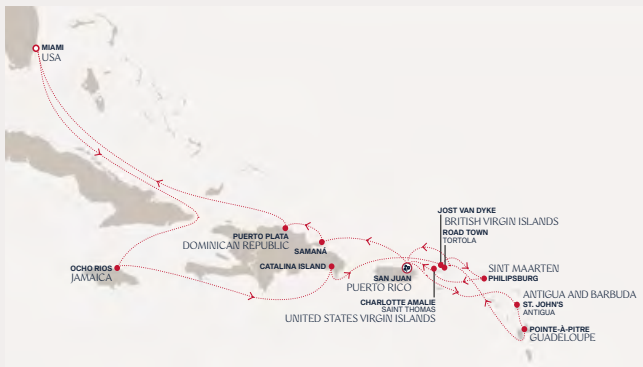 MIAMI
USA
JOST VAN DYKE
BRITISH VIRGIN ISLANDS
ROAD TOWN
TORTOLA
PUERTO PLATA
DOMINICAN REPUBLIC
SAMANÁ
CATALINA ISLAND
OCHO RIOS
JAMAICA
SAN JUAN
PUERTO RICO
SINT MAARTEN
PHILIPSBURG
CHARLOTTE AMALIE
SAINT THOMAS
UNITED STATES VIRGIN ISLANDS
ANTIGUA AND BARBUDA
ST. JOHN'S
ANTIGUA
POINTE-À-PITRE
GUADELOUPE